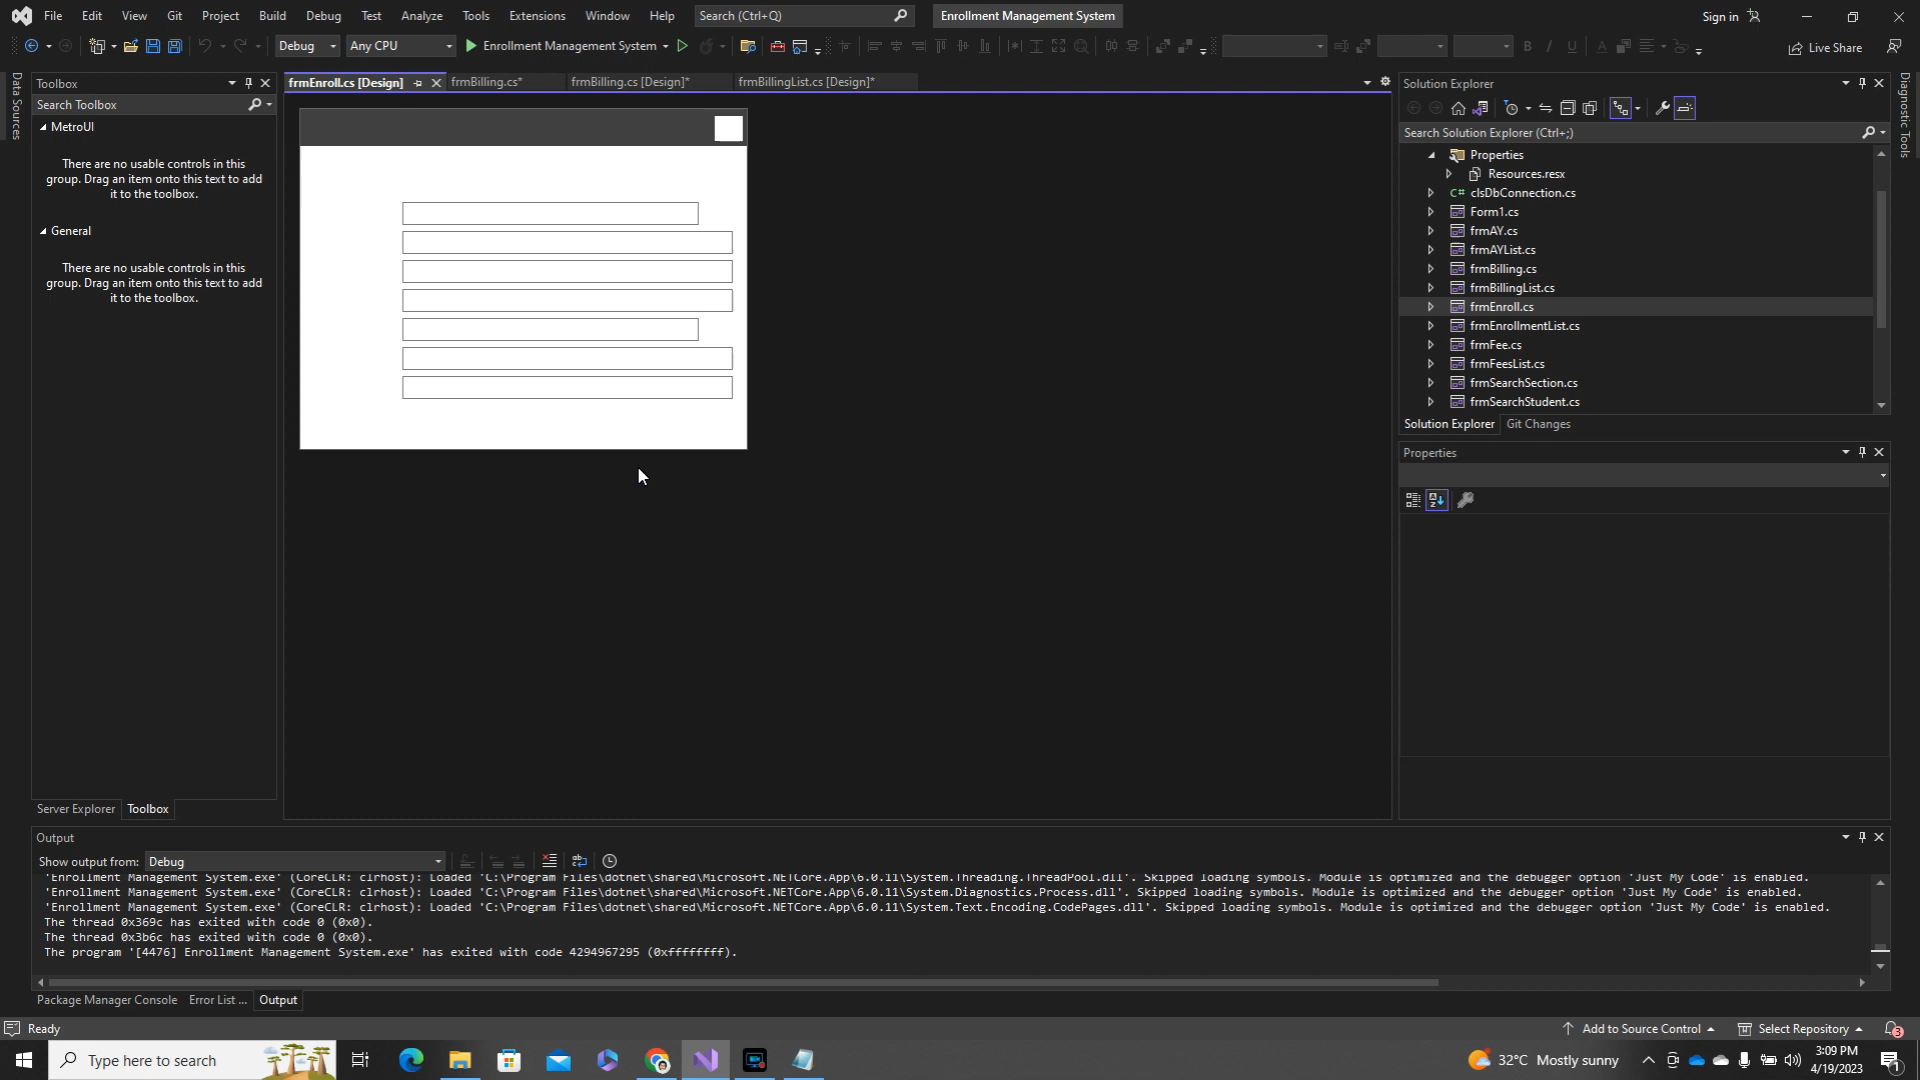 File Edit View Git Project Build Debug Test Analyze Tools Extensions Window Help Search (Ctrl+Q) Enrollment Management System Sign in
Debug Any CPU Enrollment Management System Live Share
Data Sources
Toolbox
Search Toolbox
MetroUI
There are no usable controls in this group. Drag an item onto this text to add it to the toolbox.
General
There are no usable controls in this group. Drag an item onto this text to add it to the toolbox.
Server Explorer Toolbox
frmEnroll.cs [Design] frmBilling.cs* frmBilling.cs [Design]* frmBillingList.cs [Design]*
Solution Explorer
Search Solution Explorer (Ctrl+;)
Properties
Resources.resx
C# clsDbConnection.cs
Form1.cs
frmAY.cs
frmAYList.cs
frmBilling.cs
frmBillingList.cs
frmEnroll.cs
frmEnrollmentList.cs
frmFee.cs
frmFeesList.cs
frmSearchSection.cs
frmSearchStudent.cs
Solution Explorer Git Changes
Properties
Diagnostic Tools
Output
Show output from: Debug
'Enrollment Management System.exe' (CoreCLR: clrhost): Loaded 'C:\Program Files\dotnet\shared\Microsoft.NETCore.App\6.0.11\System.Threading.ThreadPool.dll'. Skipped loading symbols. Module is optimized and the debugger option 'Just My Code' is enabled.
'Enrollment Management System.exe' (CoreCLR: clrhost): Loaded 'C:\Program Files\dotnet\shared\Microsoft.NETCore.App\6.0.11\System.Diagnostics.Process.dll'. Skipped loading symbols. Module is optimized and the debugger option 'Just My Code' is enabled.
'Enrollment Management System.exe' (CoreCLR: clrhost): Loaded 'C:\Program Files\dotnet\shared\Microsoft.NETCore.App\6.0.11\System.Text.Encoding.CodePages.dll'. Skipped loading symbols. Module is optimized and the debugger option 'Just My Code' is enabled.
The thread 0x369c has exited with code 0 (0x0).
The thread 0x3b6c has exited with code 0 (0x0).
The program '[4476] Enrollment Management System.exe' has exited with code 4294967295 (0xffffffff).
Package Manager Console Error List ... Output
Ready Add to Source Control Select Repository 3
Type here to search 32°C Mostly sunny 3:09 PM
4/19/2023 1